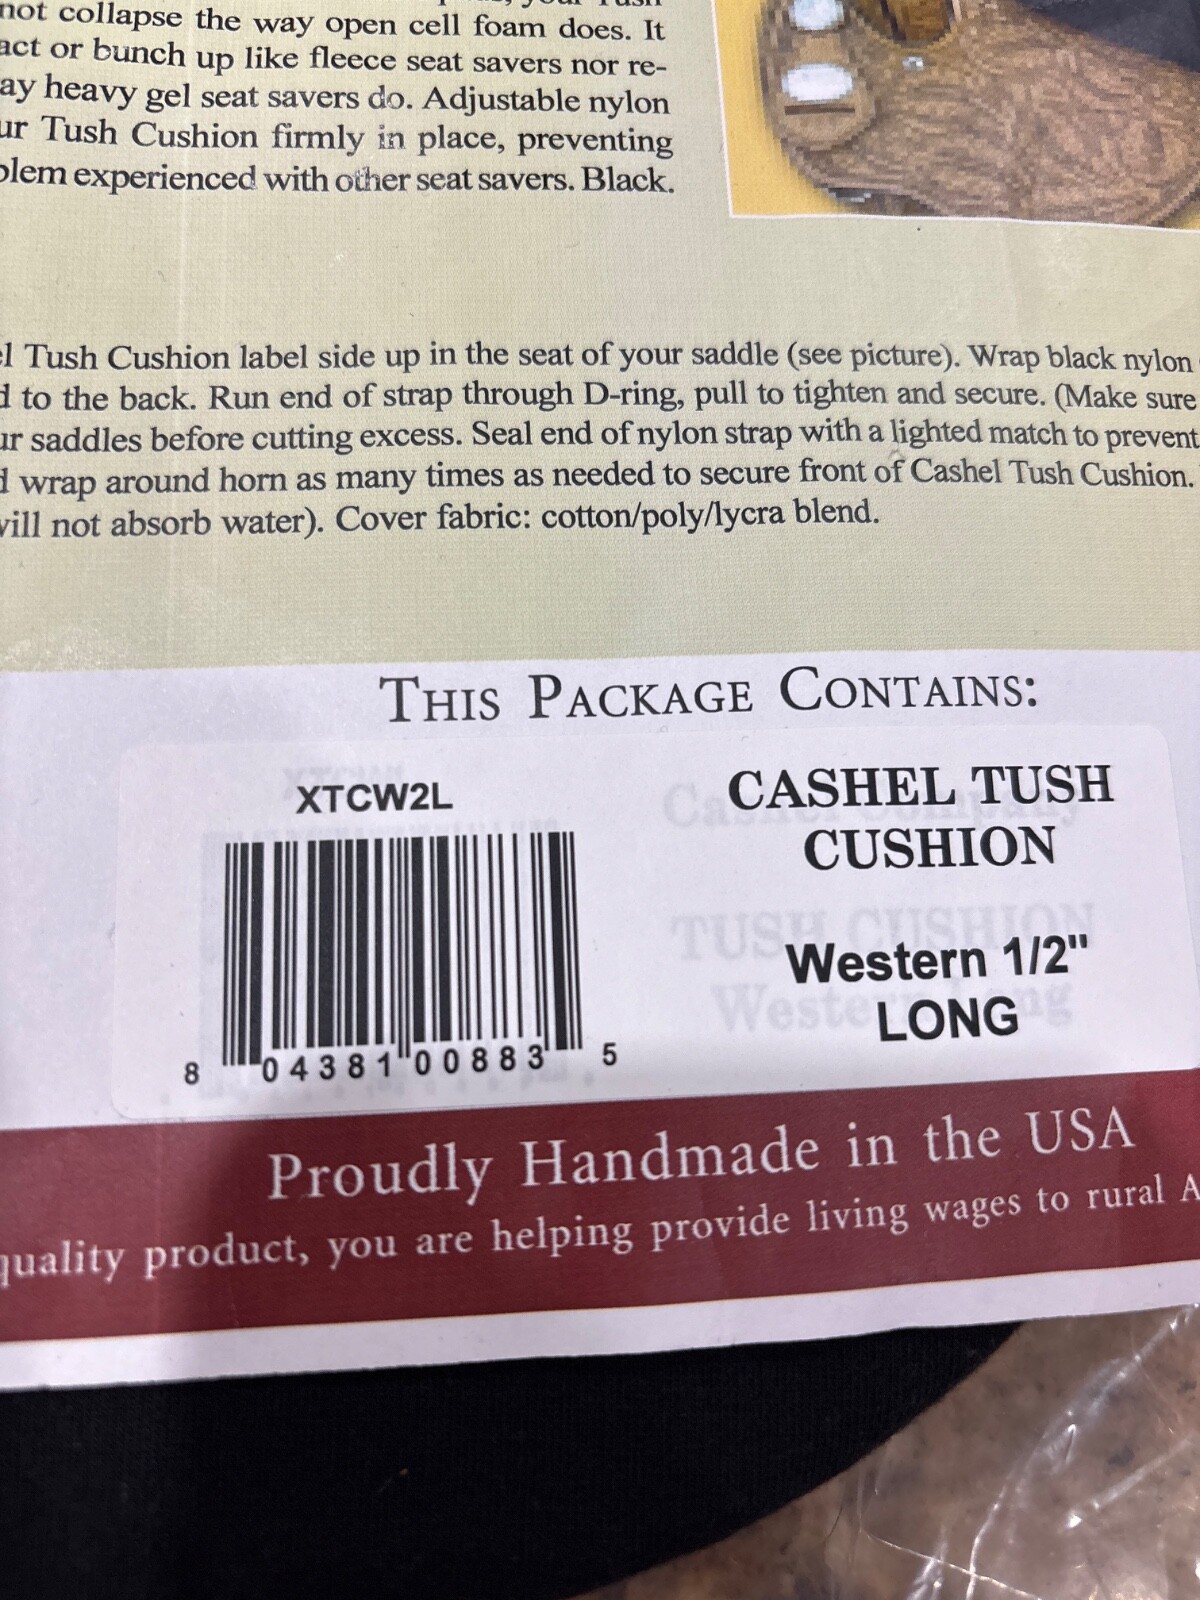 not collapse the way open cell foam does. It
act or bunch up like fleece seat savers nor re-
ay heavy gel seat savers do. Adjustable nylon
ur Tush Cushion firmly in place, preventing
blem experienced with other seat savers. Black.
el Tush Cushion label side up in the seat of your saddle (see picture). Wrap black nylon
d to the back. Run end of strap through D-ring, pull to tighten and secure. (Make sure
ur saddles before cutting excess. Seal end of nylon strap with a lighted match to prevent
d wrap around horn as many times as needed to secure front of Cashel Tush Cushion.
will not absorb water). Cover fabric: cotton/poly/lycra blend.
THIS PACKAGE CONTAINS:
XTCW2L
8 04381 00883 5
CASHEL TUSH
CUSHION
Western 1/2"
LONG
Cashel Company
TUSH CUSHION
Western Long
Proudly Handmade in the USA
quality product, you are helping provide living wages to rural A